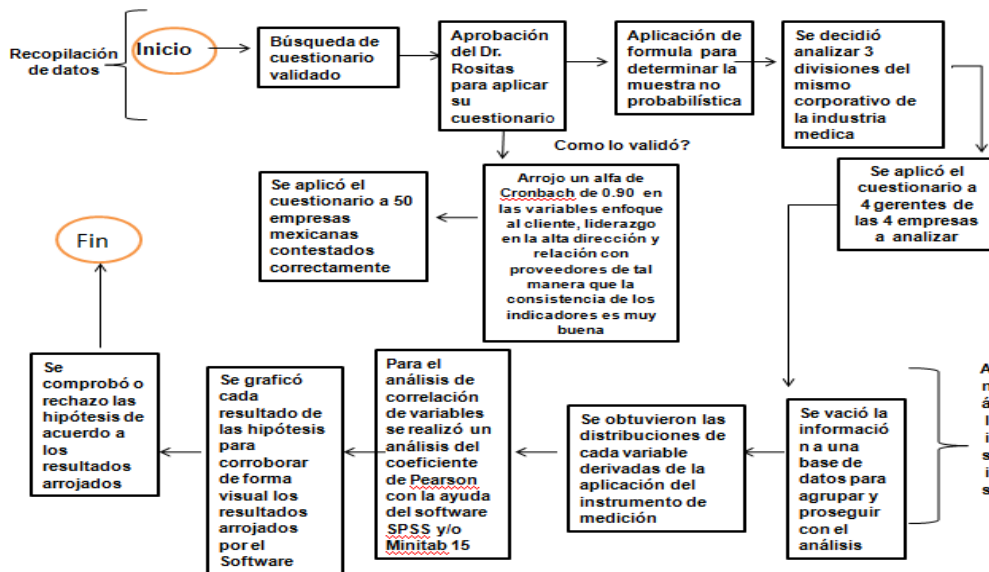 Recopilación
de datos
Inicio
Búsqueda de
cuestionario
validado
Aprobación
del Dr.
Rositas
para aplicar
su
cuestionario
Aplicación de
formula para
determinar la
muestra no
probabilística
Se decidió
analizar 3
divisiones del
mismo
corporativo de
la industria
medica
Como lo validó?
Se aplicó el
cuestionario a 50
empresas
mexicanas
contestados
correctamente
Arrojo un alfa de
Cronbach de 0.90 en
las variables enfoque
al cliente, liderazgo
en la alta dirección y
relación con
proveedores de tal
manera que la
consistencia de los
indicadores es muy
buena
Se aplicó el
cuestionario a
4 gerentes de
las 4 empresas
a analizar
Fin
Se
comprobó o
rechazo las
hipótesis de
acuerdo a
los
resultados
arrojados
Se graficó cada
resultado de
las hipótesis
para
corroborar de
forma visual los
resultados
arrojados
por el
Software
Para el
análisis de
correlación
de variables
se realizó un
análisis del
coeficiente
de Pearson
con la ayuda
del software
SPSS y/o
Minitab 15
Se obtuvieron las
distribuciones de
cada variable
derivadas de la
aplicación del
instrumento de
medición
Se vació la
informació
n a una
base de
datos para
agrupar y
proseguir
con el
análisis